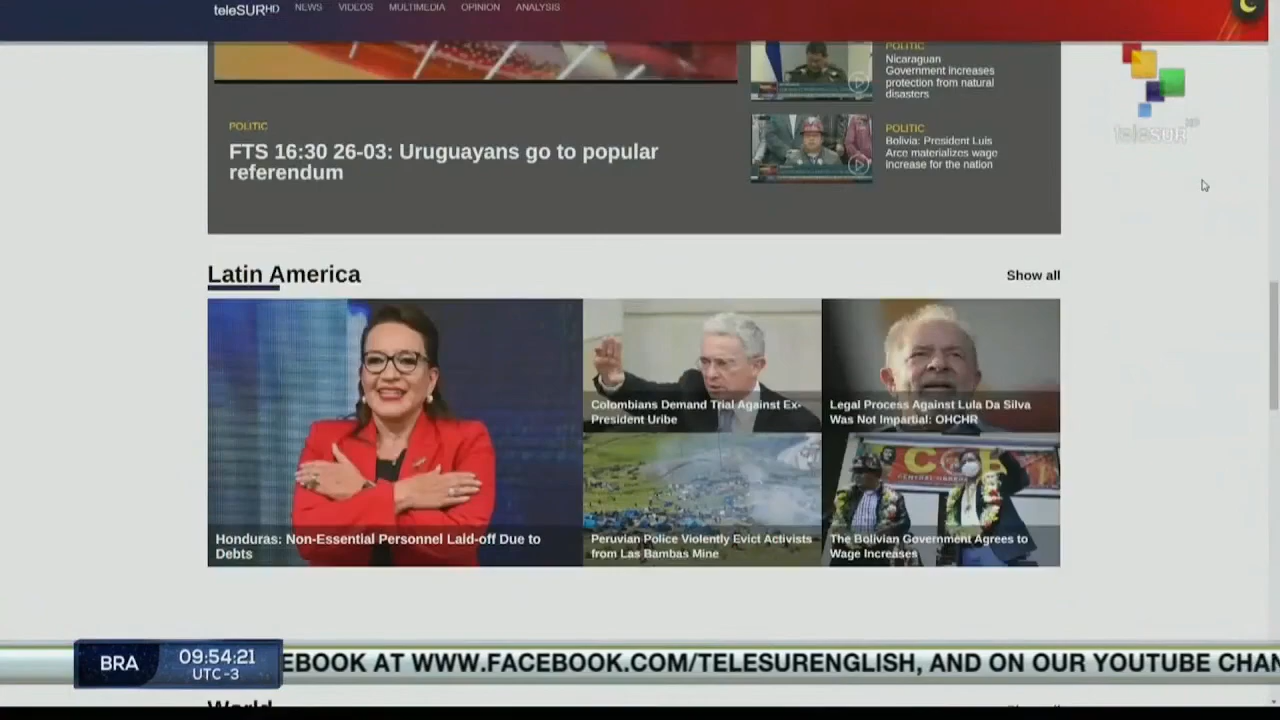 teleSURHD NEWS VIDEOS MULTIMEDIA OPINION ANALYSIS
POLITIC
Nicaraguan
Government increases
protection from natural
disasters
POLITIC
FTS 16:30 26-03: Uruguayans go to popular
referendum
POLITIC
Bolivia: President Luis
Arce materializes wage
increase for the nation
teleSUR HD
Latin America
Show all
Honduras: Non-Essential Personnel Laid-off Due to
Debts
Colombians Demand Trial Against Ex-
President Uribe
Legal Process Against Lula Da Silva
Was Not Impartial: OHCHR
Peruvian Police Violently Evict Activists
from Las Bambas Mine
The Bolivian Government Agrees to
Wage Increases
BRA 09:54:21
UTC-3
EBOOK AT WWW.FACEBOOK.COM/TELESURENGLISH, AND ON OUR YOUTUBE CHAN
World